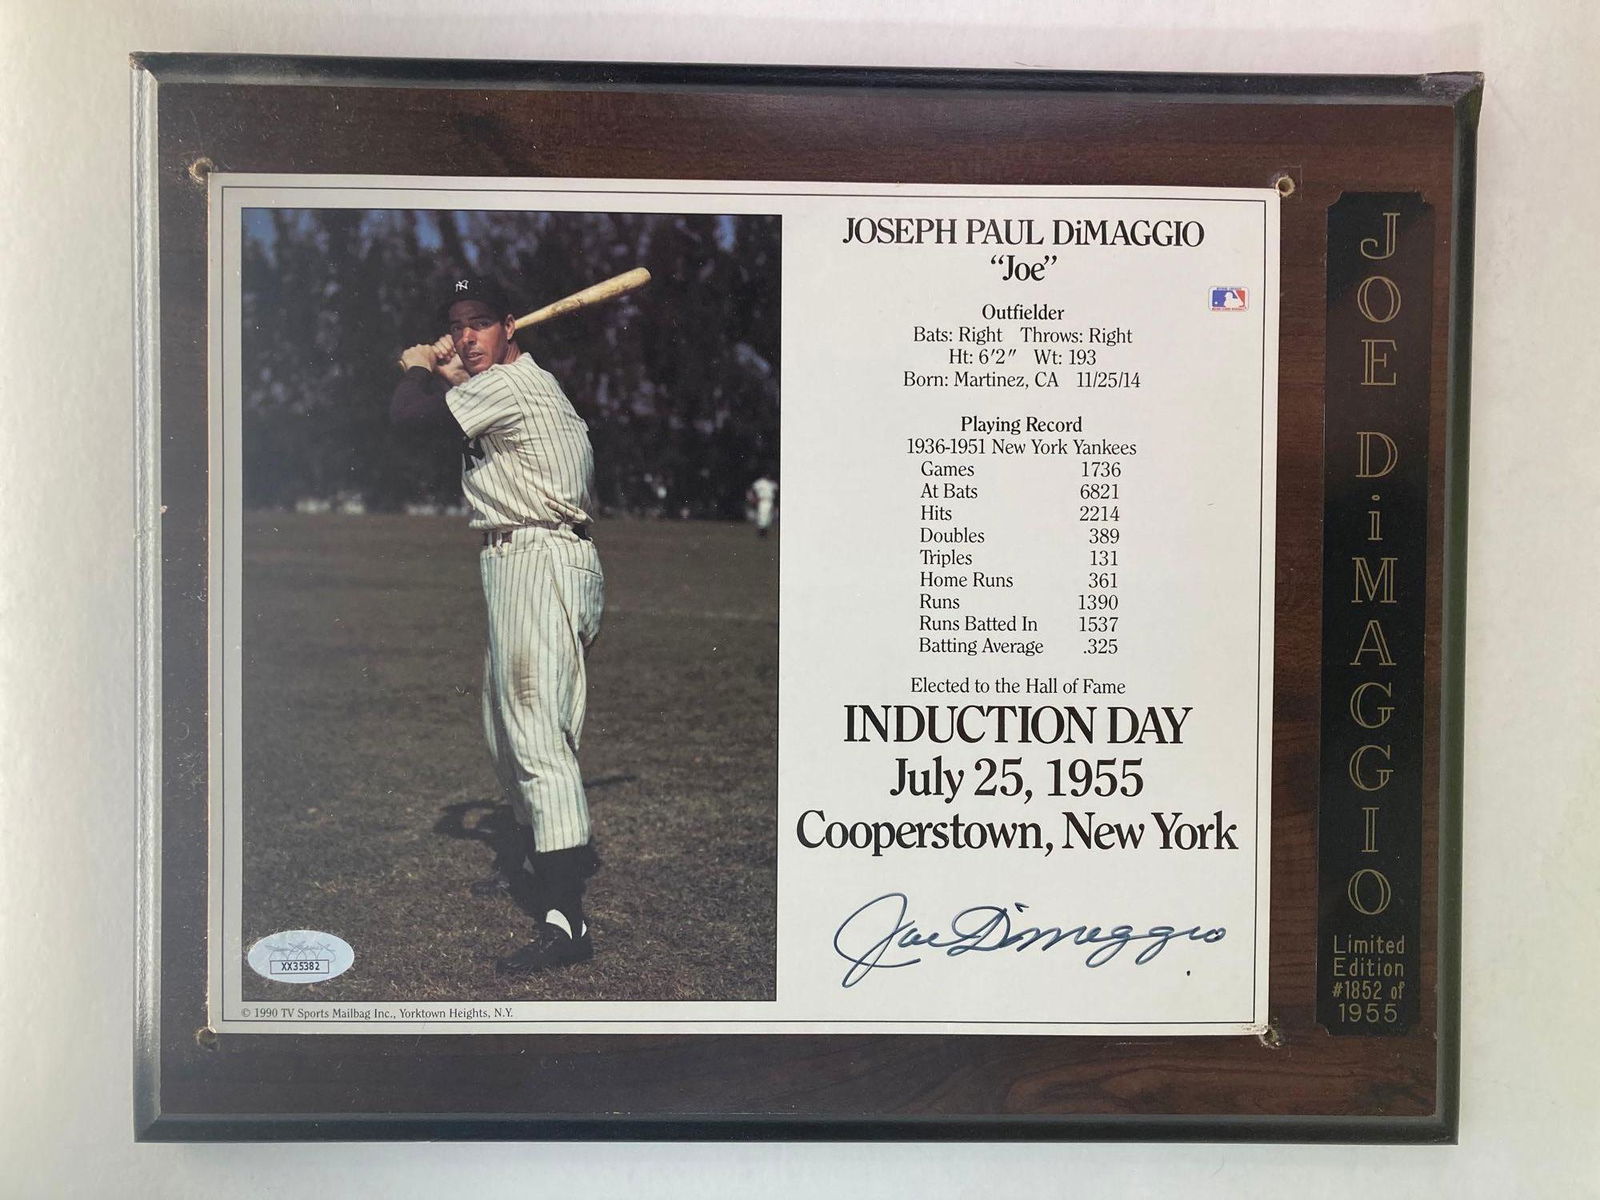 JOSEPH PAUL DiMAGGIO
“Joe”
Outfielder
Bats: Right Throws: Right
Ht: 6′2″ Wt: 193
Born: Martinez, CA 11/25/14
Playing Record
1936-1951 New York Yankees
Games 1736
At Bats 6821
Hits 2214
Doubles 389
Triples 131
Home Runs 361
Runs 1390
Runs Batted In 1537
Batting Average .325
Elected to the Hall of Fame
INDUCTION DAY
July 25, 1955
Cooperstown, New York
Joe DiMaggio
XX35382
© 1990 TV Sports Mailbag Inc., Yorktown Heights, N.Y.
JOE DiMAGGIO
Limited
Edition
#1852 of
1955
NY